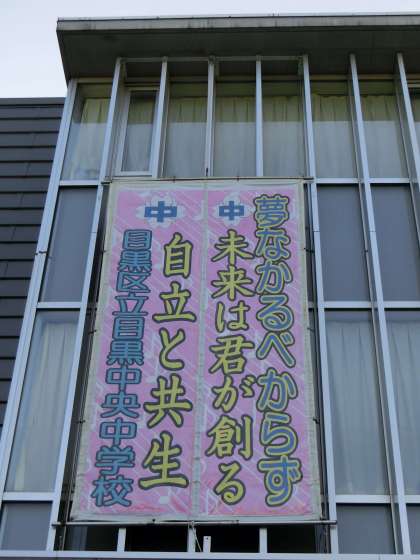 夢なかるべからず
中
未来は君が創る
中
自立と共生
目黒区立目黒中央中学校